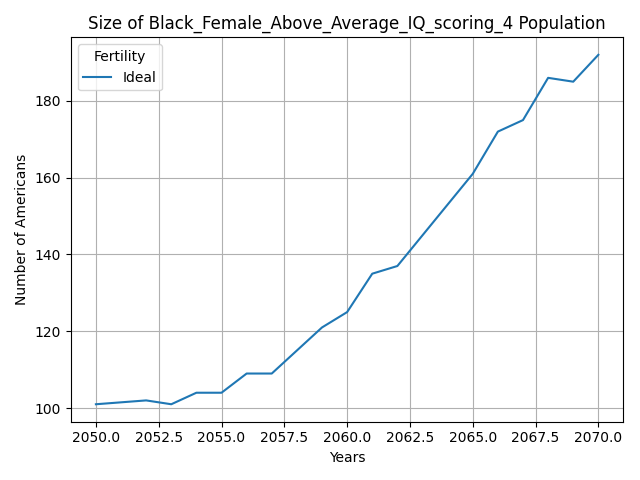 Size of Black_Female_Above_Average_IQ_scoring_4 Population
Fertility
Ideal
Number of Americans
180
160
140
120
100
2050.0 2052.5 2055.0 2057.5 2060.0 2062.5 2065.0 2067.5 2070.0
Years